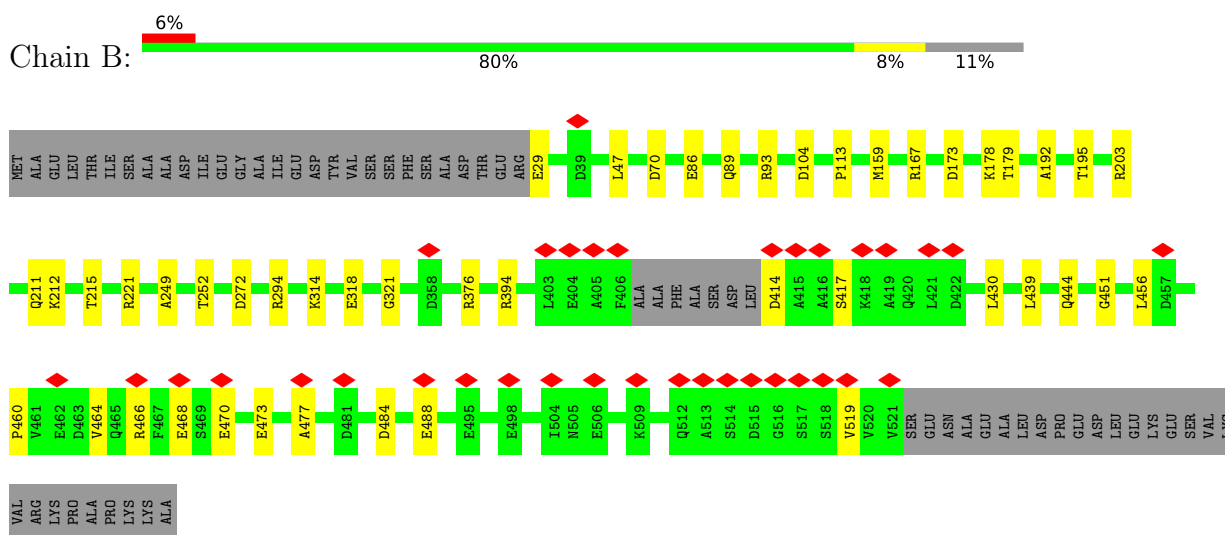 6%
Chain B:
80% 8% 11%
MET ALA GLU LEU THR ILE SER ALA ALA ASP ILE GLU GLY ALA ILE GLU ASP TYR VAL SER SER PHE SER ALA ASP THR GLU ARG E29 D39 L47 D70 E86 Q89 R93 D104 P113 M159 R167 D173 K178 T179 A192 T195 R203
Q211 K212 T215 R221 A249 T252 D272 R294 K314 E318 G321 D358 R376 R394 L403 E404 A405 F406 ALA ALA PHE ALA SER ASP LEU D414 A415 A416 S417 K418 A419 Q420 L421 D422 L430 L439 Q444 G451 L456 D457
P460 V461 E462 D463 V464 Q465 R466 F467 E468 S469 E470 E473 A477 D481 D484 E488 E495 E498 I504 N505 E506 K509 Q512 A513 S514 D515 G516 S517 S518 V519 V520 V521 SER GLU ASN ALA GLU ALA LEU ASP PRO GLU ASP LEU GLU LYS GLU SER VAL
VAL ARG LYS PRO ALA PRO LYS LYS ALA